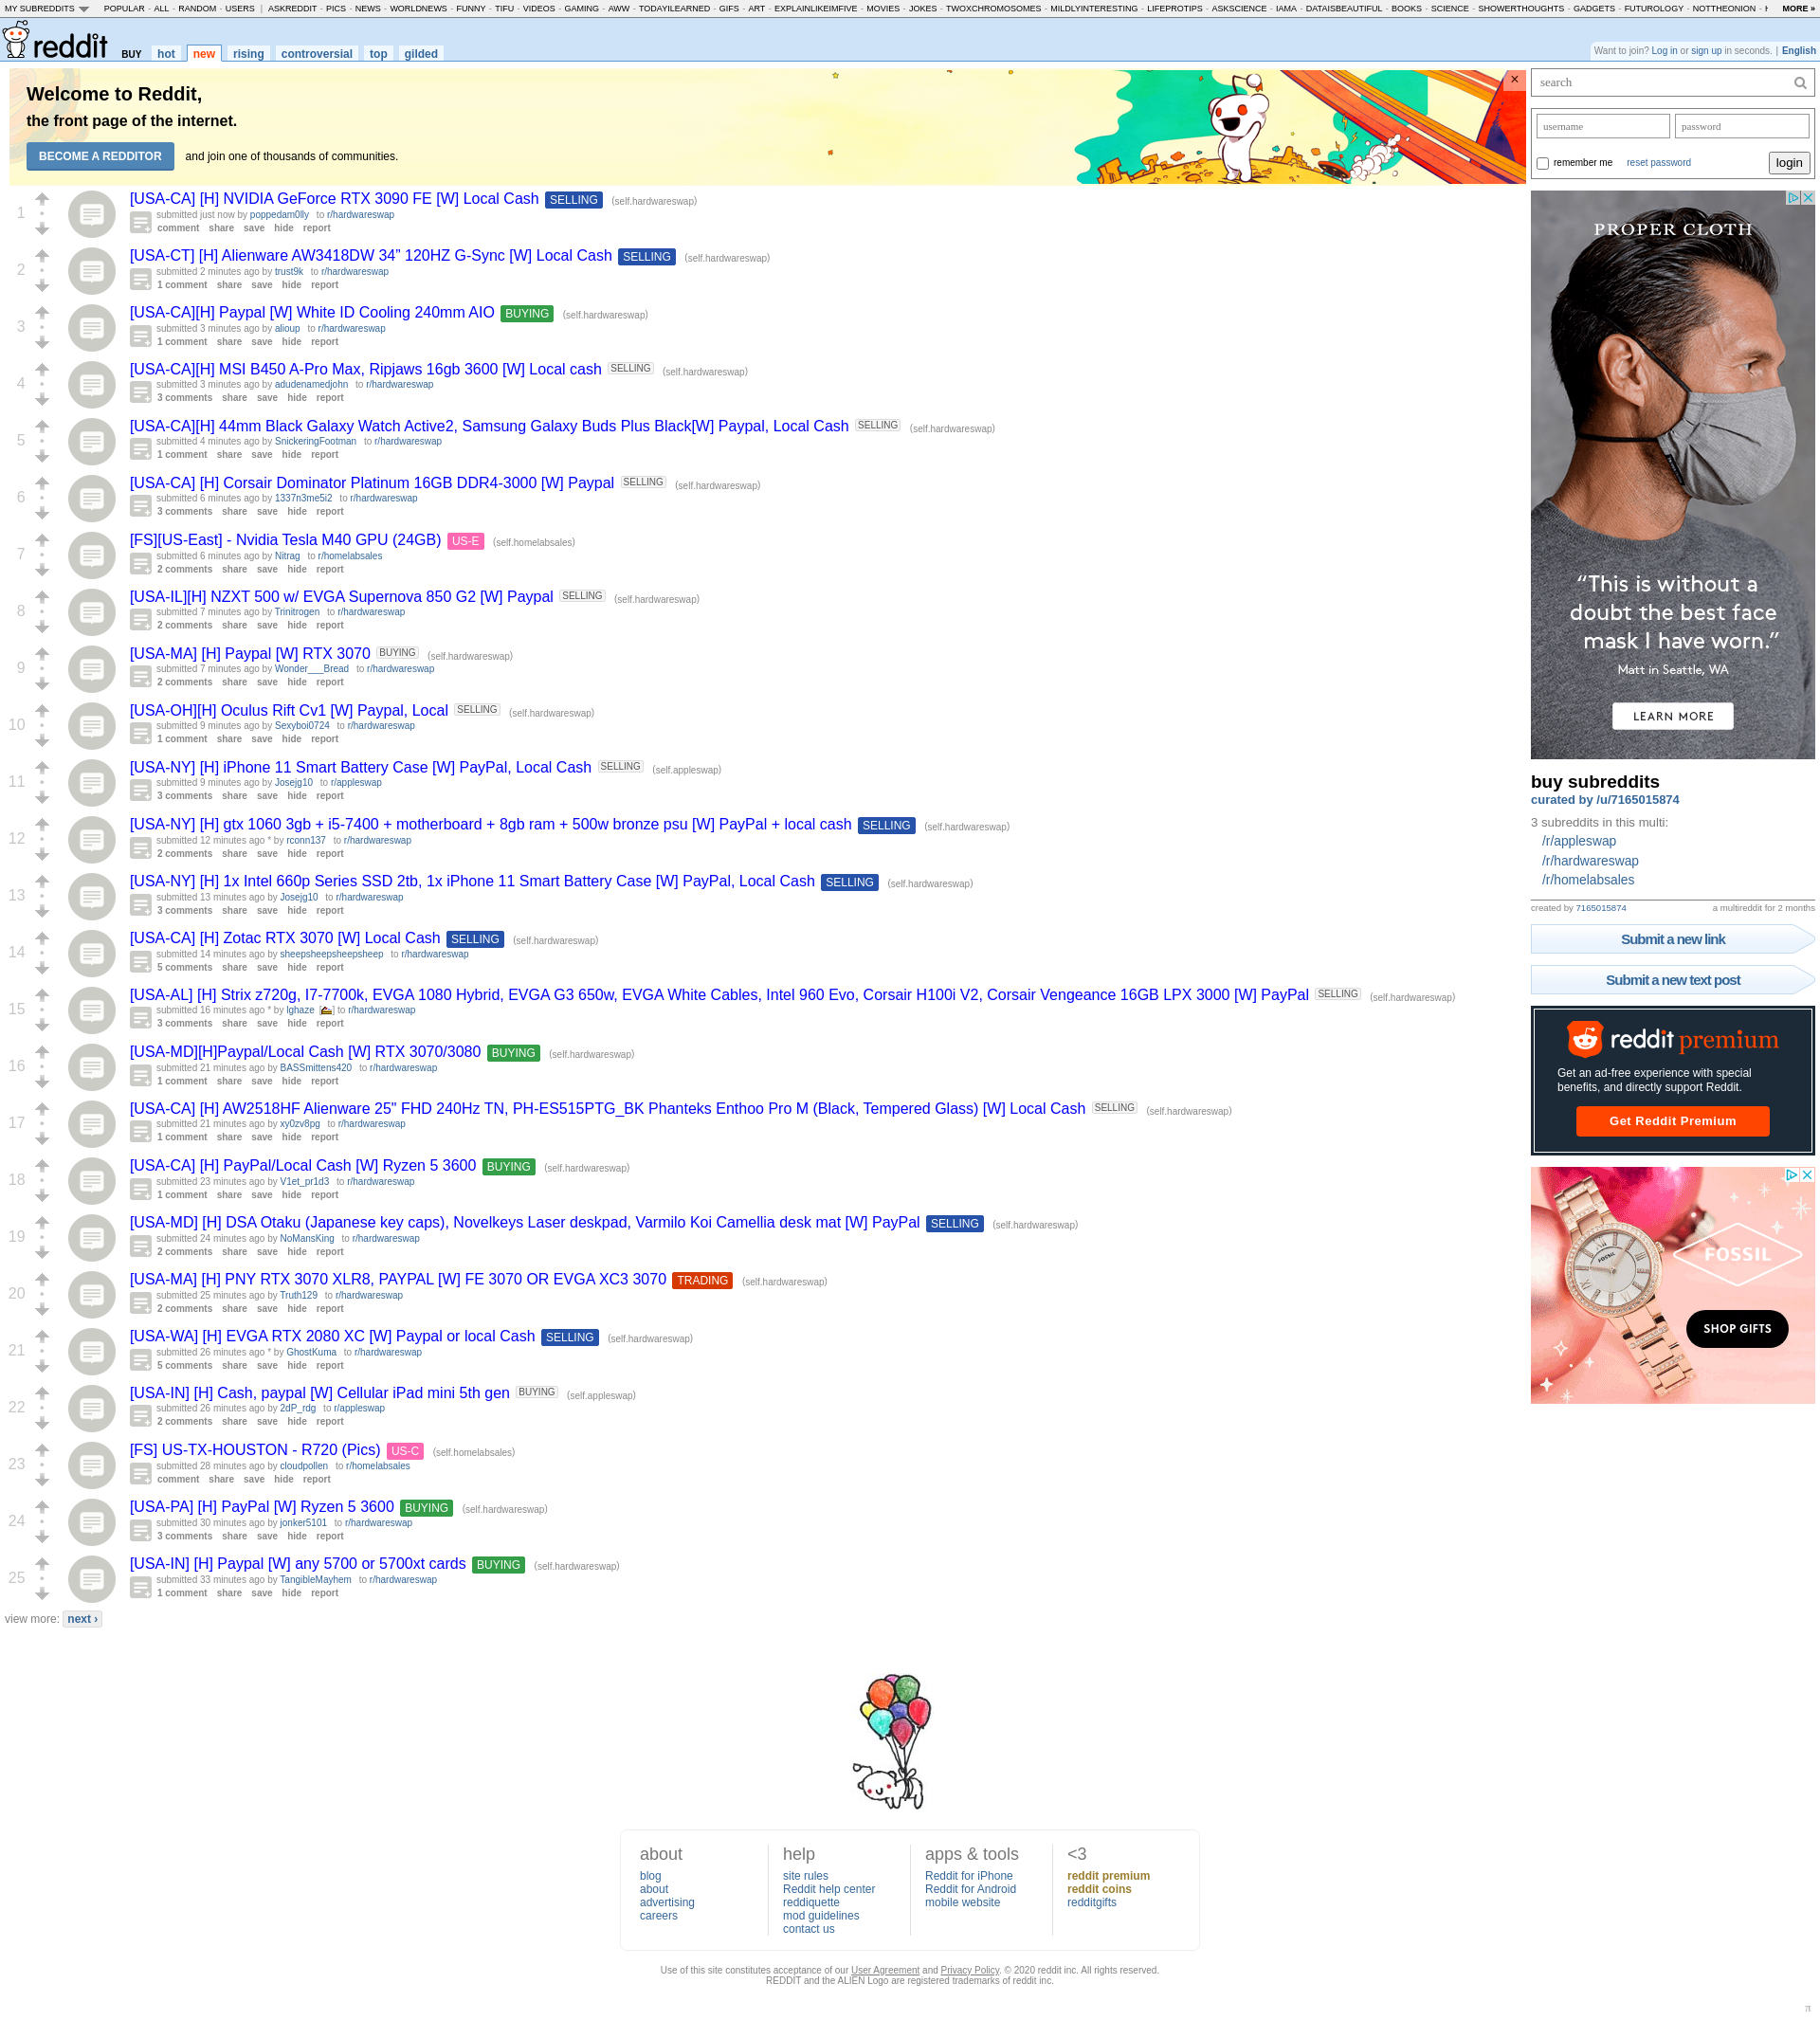 MY SUBREDDITS POPULAR - ALL - RANDOM - USERS | ASKREDDIT - PICS - NEWS - WORLDNEWS - FUNNY - TIFU - VIDEOS - GAMING - AWW - TODAYILEARNED - GIFS - ART - EXPLAINLIKEIMFIVE - MOVIES - JOKES - TWOXCHROMOSOMES - MILDLYINTERESTING - LIFEPROTIPS - ASKSCIENCE - IAMA - DATAISBEAUTIFUL - BOOKS - SCIENCE - SHOWERTHOUGHTS - GADGETS - FUTUROLOGY - NOTTHEONION - MORE »
reddit BUY hot new rising controversial top gilded
Want to join? Log in or sign up in seconds. | English
Welcome to Reddit,
the front page of the internet.
BECOME A REDDITOR and join one of thousands of communities.
×
1
[USA-CA] [H] NVIDIA GeForce RTX 3090 FE [W] Local Cash SELLING (self.hardwareswap)
submitted just now by poppedam0lly to r/hardwareswap
comment share save hide report
2
[USA-CT] [H] Alienware AW3418DW 34” 120HZ G-Sync [W] Local Cash SELLING (self.hardwareswap)
submitted 2 minutes ago by trust9k to r/hardwareswap
1 comment share save hide report
3
[USA-CA][H] Paypal [W] White ID Cooling 240mm AIO BUYING (self.hardwareswap)
submitted 3 minutes ago by alioup to r/hardwareswap
1 comment share save hide report
4
[USA-CA][H] MSI B450 A-Pro Max, Ripjaws 16gb 3600 [W] Local cash SELLING (self.hardwareswap)
submitted 3 minutes ago by adudenamedjohn to r/hardwareswap
3 comments share save hide report
5
[USA-CA][H] 44mm Black Galaxy Watch Active2, Samsung Galaxy Buds Plus Black[W] Paypal, Local Cash SELLING (self.hardwareswap)
submitted 4 minutes ago by SnickeringFootman to r/hardwareswap
1 comment share save hide report
6
[USA-CA] [H] Corsair Dominator Platinum 16GB DDR4-3000 [W] Paypal SELLING (self.hardwareswap)
submitted 6 minutes ago by 1337n3me5i2 to r/hardwareswap
3 comments share save hide report
7
[FS][US-East] - Nvidia Tesla M40 GPU (24GB) US-E (self.homelabsales)
submitted 6 minutes ago by Nitrag to r/homelabsales
2 comments share save hide report
8
[USA-IL][H] NZXT 500 w/ EVGA Supernova 850 G2 [W] Paypal SELLING (self.hardwareswap)
submitted 7 minutes ago by Trinitrogen to r/hardwareswap
2 comments share save hide report
9
[USA-MA] [H] Paypal [W] RTX 3070 BUYING (self.hardwareswap)
submitted 7 minutes ago by Wonder___Bread to r/hardwareswap
2 comments share save hide report
10
[USA-OH][H] Oculus Rift Cv1 [W] Paypal, Local SELLING (self.hardwareswap)
submitted 9 minutes ago by Sexyboi0724 to r/hardwareswap
1 comment share save hide report
11
[USA-NY] [H] iPhone 11 Smart Battery Case [W] PayPal, Local Cash SELLING (self.appleswap)
submitted 9 minutes ago by Josejg10 to r/appleswap
3 comments share save hide report
12
[USA-NY] [H] gtx 1060 3gb + i5-7400 + motherboard + 8gb ram + 500w bronze psu [W] PayPal + local cash SELLING (self.hardwareswap)
submitted 12 minutes ago * by rconn137 to r/hardwareswap
2 comments share save hide report
13
[USA-NY] [H] 1x Intel 660p Series SSD 2tb, 1x iPhone 11 Smart Battery Case [W] PayPal, Local Cash SELLING (self.hardwareswap)
submitted 13 minutes ago by Josejg10 to r/hardwareswap
3 comments share save hide report
14
[USA-CA] [H] Zotac RTX 3070 [W] Local Cash SELLING (self.hardwareswap)
submitted 14 minutes ago by sheepsheepsheepsheep to r/hardwareswap
5 comments share save hide report
15
[USA-AL] [H] Strix z720g, I7-7700k, EVGA 1080 Hybrid, EVGA G3 650w, EVGA White Cables, Intel 960 Evo, Corsair H100i V2, Corsair Vengeance 16GB LPX 3000 [W] PayPal SELLING (self.hardwareswap)
submitted 16 minutes ago * by lghaze [ ] to r/hardwareswap
3 comments share save hide report
16
[USA-MD][H]Paypal/Local Cash [W] RTX 3070/3080 BUYING (self.hardwareswap)
submitted 21 minutes ago by BASSmittens420 to r/hardwareswap
1 comment share save hide report
17
[USA-CA] [H] AW2518HF Alienware 25" FHD 240Hz TN, PH-ES515PTG_BK Phanteks Enthoo Pro M (Black, Tempered Glass) [W] Local Cash SELLING (self.hardwareswap)
submitted 21 minutes ago by xy0zv8pg to r/hardwareswap
1 comment share save hide report
18
[USA-CA] [H] PayPal/Local Cash [W] Ryzen 5 3600 BUYING (self.hardwareswap)
submitted 23 minutes ago by V1et_pr1d3 to r/hardwareswap
1 comment share save hide report
19
[USA-MD] [H] DSA Otaku (Japanese key caps), Novelkeys Laser deskpad, Varmilo Koi Camellia desk mat [W] PayPal SELLING (self.hardwareswap)
submitted 24 minutes ago by NoMansKing to r/hardwareswap
2 comments share save hide report
20
[USA-MA] [H] PNY RTX 3070 XLR8, PAYPAL [W] FE 3070 OR EVGA XC3 3070 TRADING (self.hardwareswap)
submitted 25 minutes ago by Truth129 to r/hardwareswap
2 comments share save hide report
21
[USA-WA] [H] EVGA RTX 2080 XC [W] Paypal or local Cash SELLING (self.hardwareswap)
submitted 26 minutes ago * by GhostKuma to r/hardwareswap
5 comments share save hide report
22
[USA-IN] [H] Cash, paypal [W] Cellular iPad mini 5th gen BUYING (self.appleswap)
submitted 26 minutes ago by 2dP_rdg to r/appleswap
2 comments share save hide report
23
[FS] US-TX-HOUSTON - R720 (Pics) US-C (self.homelabsales)
submitted 28 minutes ago by cloudpollen to r/homelabsales
comment share save hide report
24
[USA-PA] [H] PayPal [W] Ryzen 5 3600 BUYING (self.hardwareswap)
submitted 30 minutes ago by jonker5101 to r/hardwareswap
3 comments share save hide report
25
[USA-IN] [H] Paypal [W] any 5700 or 5700xt cards BUYING (self.hardwareswap)
submitted 33 minutes ago by TangibleMayhem to r/hardwareswap
1 comment share save hide report
view more: next ›
search
username password
remember me reset password login
PROPER CLOTH
“This is without a
doubt the best face
mask I have worn.”
Matt in Seattle, WA
LEARN MORE
buy subreddits
curated by /u/7165015874
3 subreddits in this multi:
/r/appleswap
/r/hardwareswap
/r/homelabsales
created by 7165015874 a multireddit for 2 months
Submit a new link
Submit a new text post
reddit premium
Get an ad-free experience with special
benefits, and directly support Reddit.
Get Reddit Premium
FOSSIL
SHOP GIFTS
about
blog
about
advertising
careers
help
site rules
Reddit help center
reddiquette
mod guidelines
contact us
apps & tools
Reddit for iPhone
Reddit for Android
mobile website
<3
reddit premium
reddit coins
redditgifts
Use of this site constitutes acceptance of our User Agreement and Privacy Policy. © 2020 reddit inc. All rights reserved.
REDDIT and the ALIEN Logo are registered trademarks of reddit inc.
π